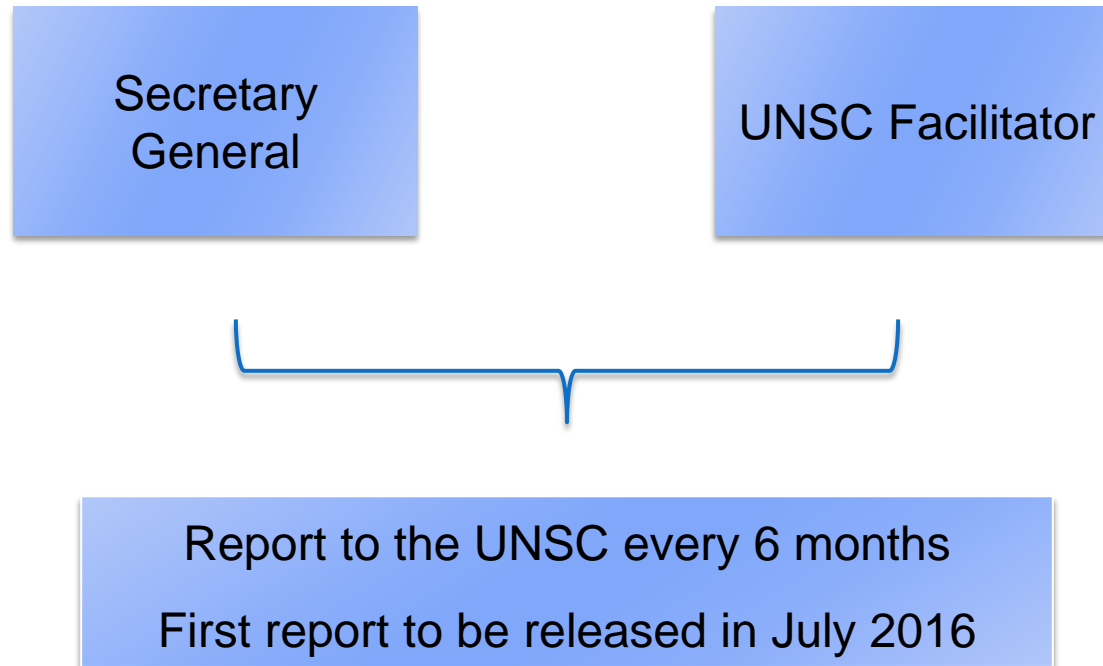 Secretary
General
UNSC Facilitator
Report to the UNSC every 6 months
First report to be released in July 2016